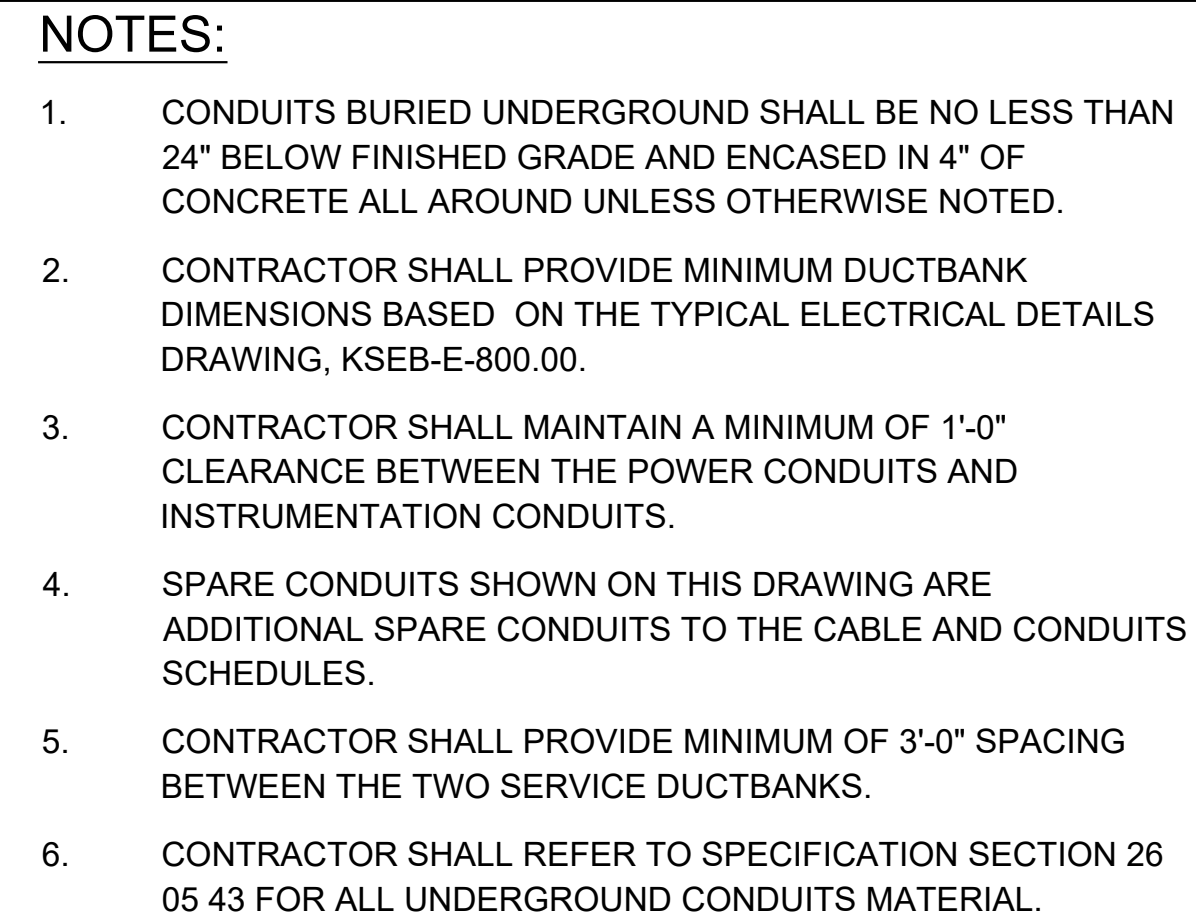 NOTES:
1. CONDUITS BURIED UNDERGROUND SHALL BE NO LESS THAN
24" BELOW FINISHED GRADE AND ENCASED IN 4" OF
CONCRETE ALL AROUND UNLESS OTHERWISE NOTED.
2. CONTRACTOR SHALL PROVIDE MINIMUM DUCTBANK
DIMENSIONS BASED  ON THE TYPICAL ELECTRICAL DETAILS
DRAWING, KSEB-E-800.00.
3. CONTRACTOR SHALL MAINTAIN A MINIMUM OF 1'-0"
CLEARANCE BETWEEN THE POWER CONDUITS AND
INSTRUMENTATION CONDUITS.
4. SPARE CONDUITS SHOWN ON THIS DRAWING ARE
ADDITIONAL SPARE CONDUITS TO THE CABLE AND CONDUITS
SCHEDULES.
5. CONTRACTOR SHALL PROVIDE MINIMUM OF 3'-0" SPACING
BETWEEN THE TWO SERVICE DUCTBANKS.
6. CONTRACTOR SHALL REFER TO SPECIFICATION SECTION 26
05 43 FOR ALL UNDERGROUND CONDUITS MATERIAL.